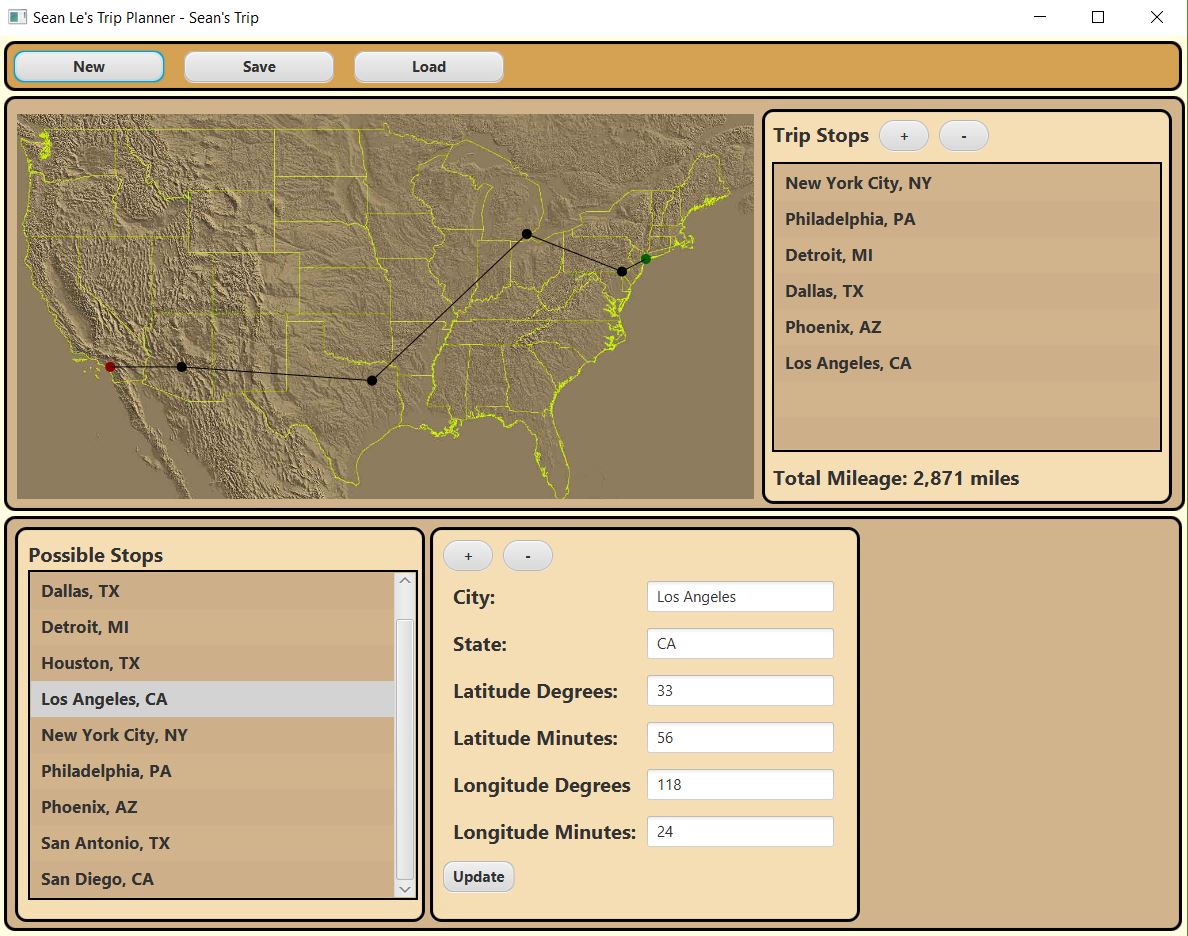 Sean Le's Trip Planner - Sean's Trip
New Save Load
Trip Stops + -
New York City, NY
Philadelphia, PA
Detroit, MI
Dallas, TX
Phoenix, AZ
Los Angeles, CA
Total Mileage: 2,871 miles
Possible Stops
Dallas, TX
Detroit, MI
Houston, TX
Los Angeles, CA
New York City, NY
Philadelphia, PA
Phoenix, AZ
San Antonio, TX
San Diego, CA
+ -
City: Los Angeles
State: CA
Latitude Degrees: 33
Latitude Minutes: 56
Longitude Degrees 118
Longitude Minutes: 24
Update